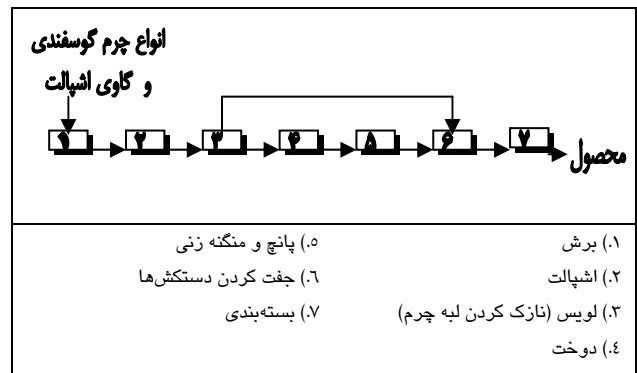 انواع چرم گوسفندی
و گاوی اشپالت
۱ ۲ ۳ ۴ ۵ ۶ ۷
محصول
۱.) برش
۲.) اشپالت
۳.) لویس (نازک کردن لبه چرم)
۴.) دوخت
۵.) پانچ و منگنه زنی
۶.) جفت کردن دستکش‌ها
۷.) بسته‌بندی